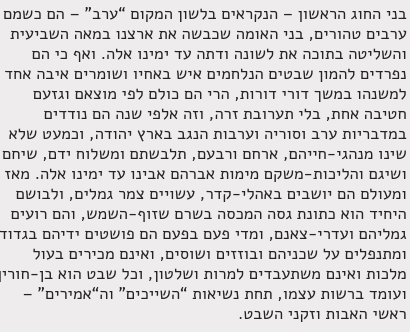 בני החוג הראשון – הנקראים בלשון המקום “ערב” – הם כשמם
ערבים טהורים, בני האומה שכבשה את ארצנו במאה השביעית
והשליטה בתוכה את לשונה ודתה עד ימינו אלה. ואף כי הם
נפרדים להמון שבטים הנלחמים איש באחיו ושומרים איבה אחד
למשנהו במשך דורי דורות, הרי הם כולם לפי מוצאם וגזעם
חטיבה אחת, בלי תערובת זרה, וזה אלפי שנה הם נודדים
במדבריות ערב וסוריה וערבות הנגב בארץ יהודה, וכמעט שלא
שינו מנהגי-חייהם, ארחם ורבעם, תלבשתם ומשלוח ידם, שיחם
ושיגם והליכות-משקם מימות אברהם אבינו עד ימינו אלה. מאז
ומעולם הם יושבים באהלי-קדר, עשויים צמר גמלים, ולבושם
היחיד הוא כתונת גסה המכסה בשרם שזוף-השמש, והם רועים
גמליהם ועדרי-צאנם, ומדי פעם בפעם הם פושטים ידיהם בגדוד
ומתנפלים על שכניהם ובוזזים ושוסים, ואינם מכירים בעול
מלכות ואינם משתעבדים למרות ושלטון, וכל שבט הוא בן-חורין
ועומד ברשות עצמו, תחת נשיאות “השייכים” וה“אמירים” –
ראשי האבות וזקני השבט.